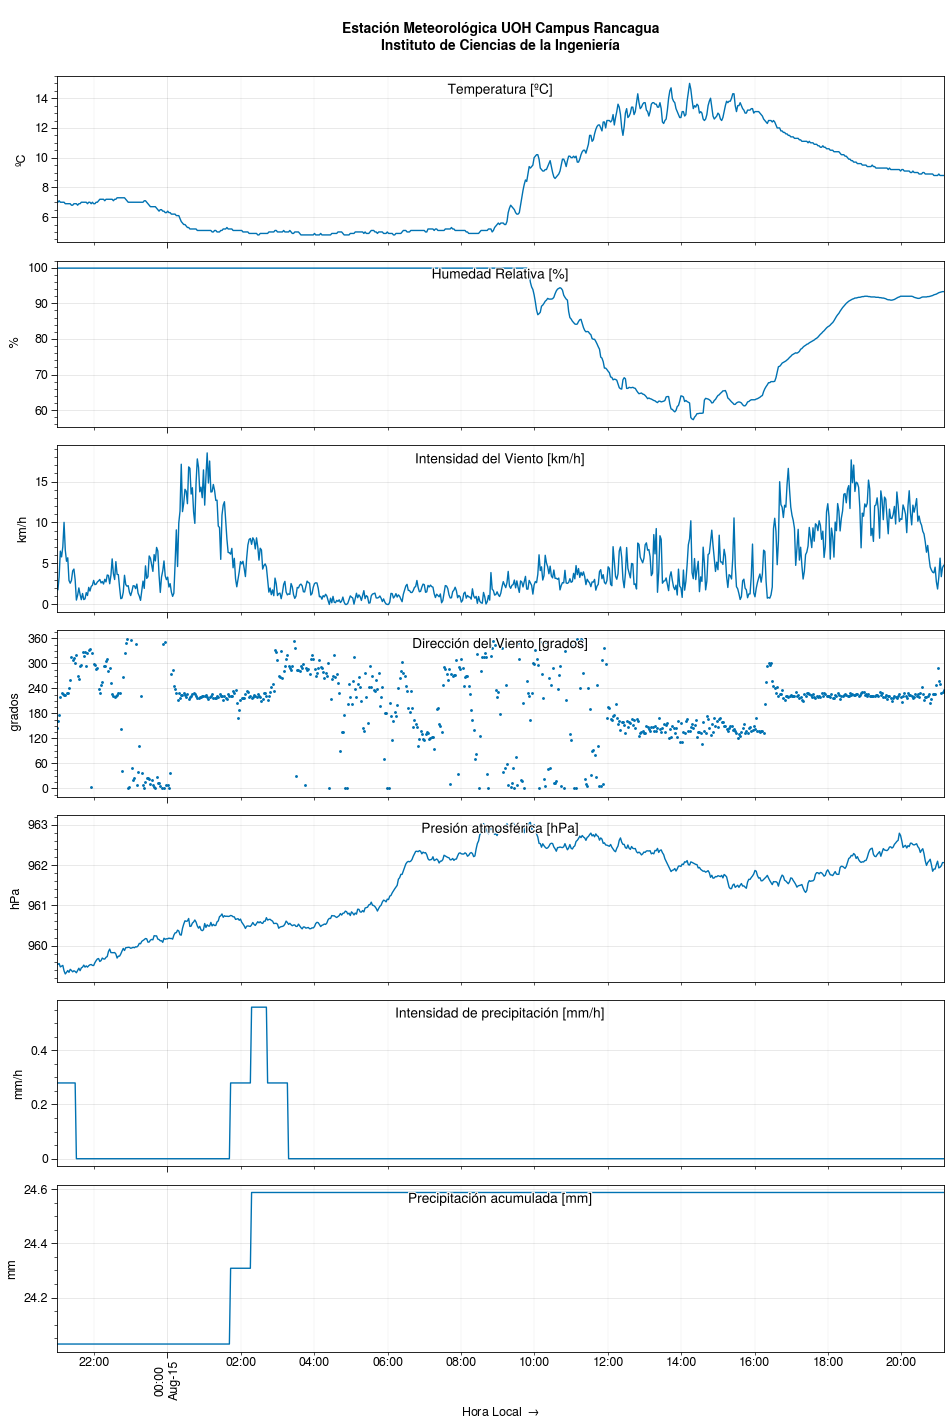 Estación Meteorológica UOH Campus Rancagua
Instituto de Ciencias de la Ingeniería
Temperatura [ºC]
ºC
14
12
10
8
6
Humedad Relativa [%]
%
100
90
80
70
60
Intensidad del Viento [km/h]
km/h
15
10
5
0
Dirección del Viento [grados]
grados
360
300
240
180
120
60
0
Presión atmosférica [hPa]
hPa
963
962
961
960
Intensidad de precipitación [mm/h]
mm/h
0.4
0.2
0
Precipitación acumulada [mm]
mm
24.6
24.4
24.2
22:00
00:00
Aug-15
02:00
04:00
06:00
08:00
10:00
12:00
14:00
16:00
18:00
20:00
Hora Local →